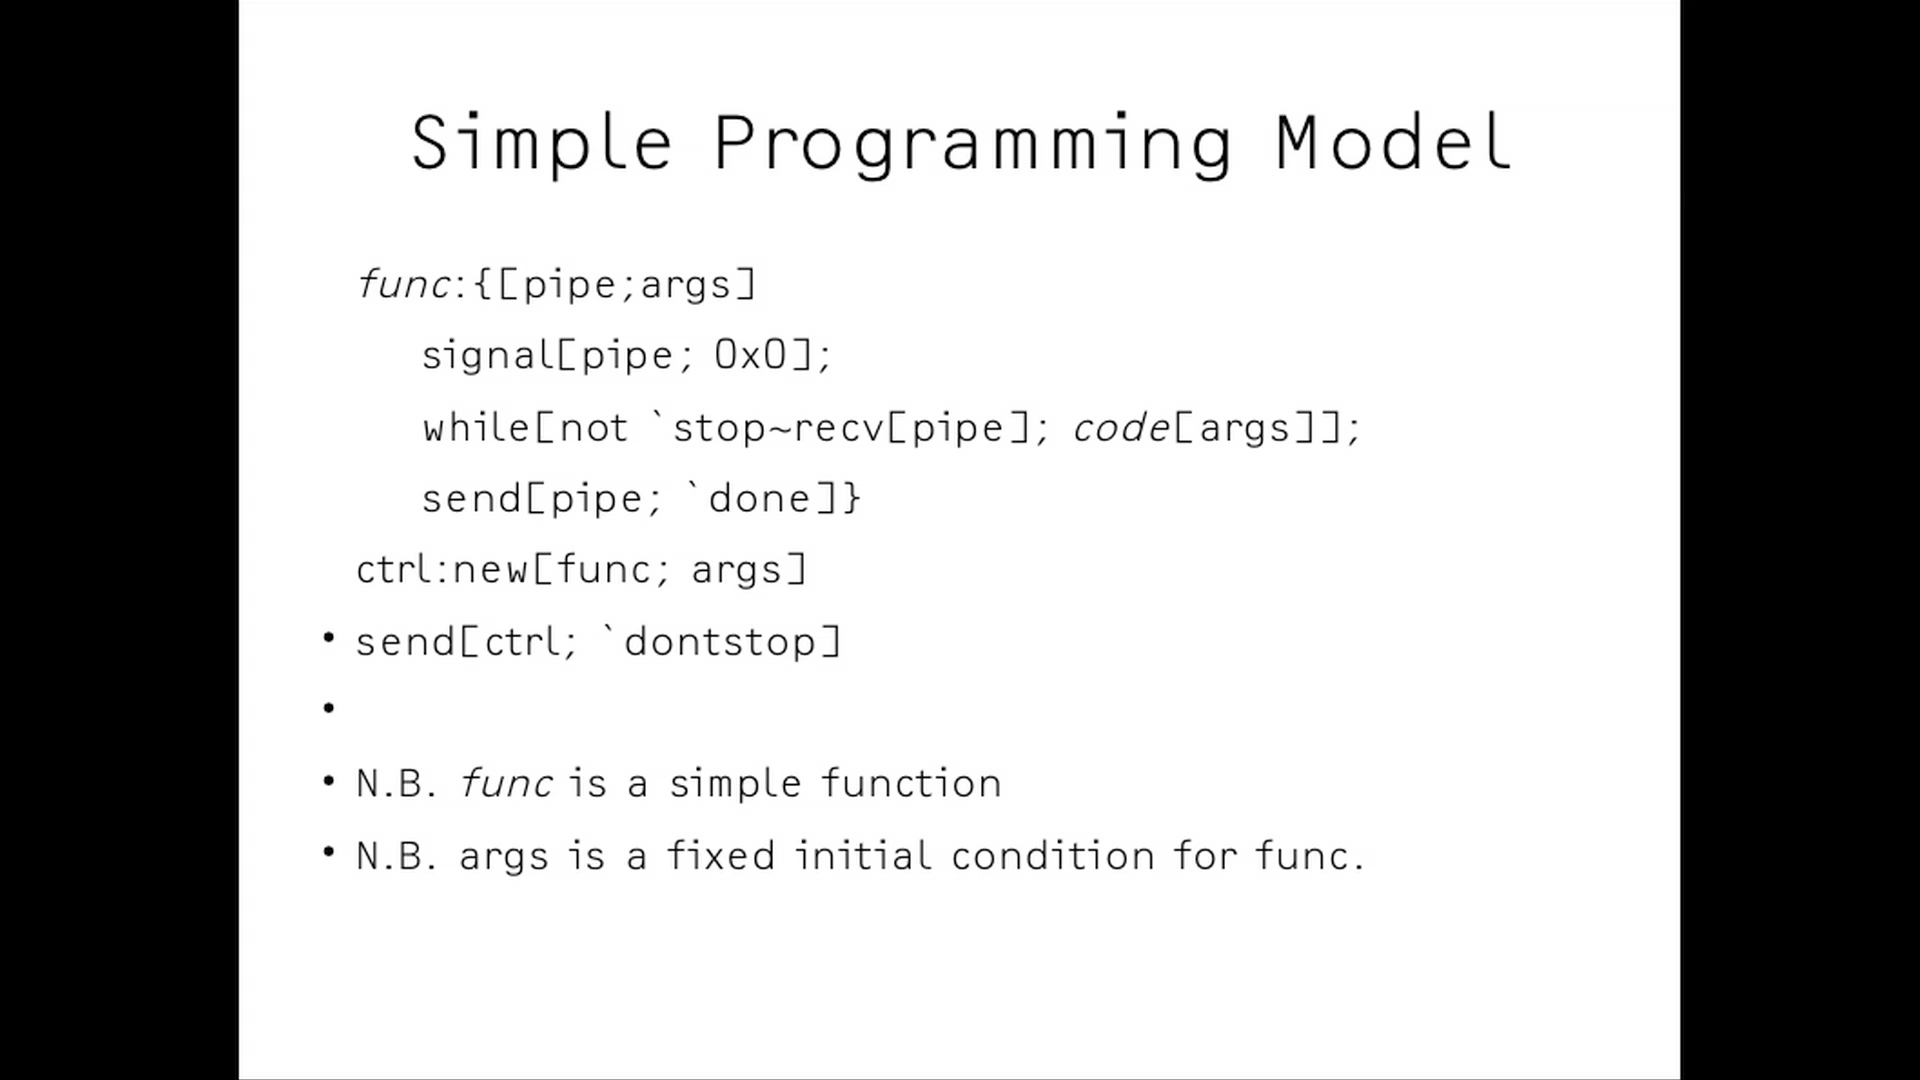 Simple Programming Model
func:{[pipe;args]
signal[pipe; 0x0];
while[not `stop~recv[pipe]; code[args]];
send[pipe; `done]}
ctrl:new[func; args]
• send[ctrl; `dontstop]
•
• N.B. func is a simple function
• N.B. args is a fixed initial condition for func.